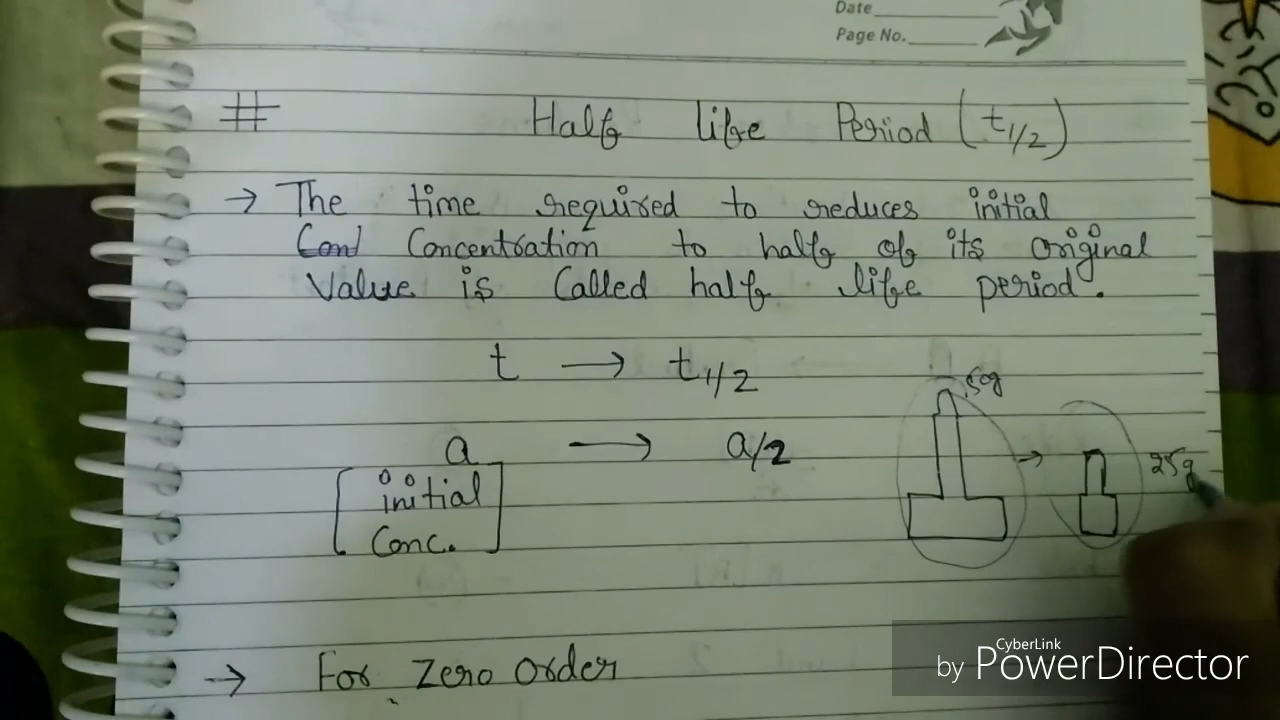 Date
Page No.
# Half life Period (t1/2)
→ The time required to reduces initial
Con Concentration to half of its original
Value is Called half life period.
t → t1/2
50g
a → a/2
25g
[initial
Conc.]
→ For Zero Order
CyberLink
by PowerDirector